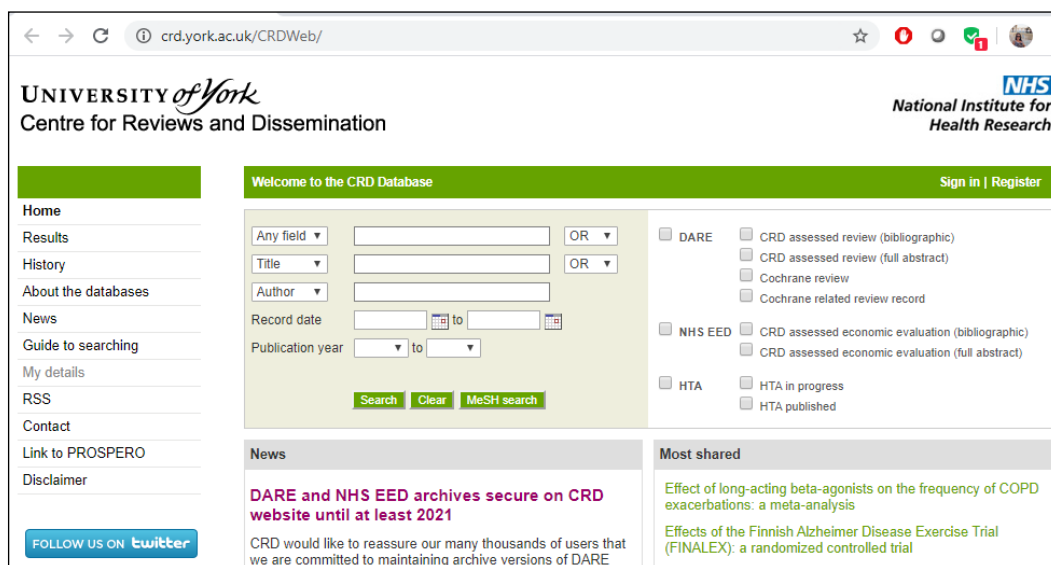 crd.york.ac.uk/CRDWeb/
1
UNIVERSITY of York
Centre for Reviews and Dissemination
NHS
National Institute for
Health Research
Home
Results
History
About the databases
News
Guide to searching
My details
RSS
Contact
Link to PROSPERO
Disclaimer
FOLLOW US ON twitter
Welcome to the CRD Database
Sign in | Register
Any field OR
Title OR
Author
Record date to
Publication year to
Search Clear MeSH search
DARE CRD assessed review (bibliographic)
CRD assessed review (full abstract)
Cochrane review
Cochrane related review record
NHS EED CRD assessed economic evaluation (bibliographic)
CRD assessed economic evaluation (full abstract)
HTA HTA in progress
HTA published
News
DARE and NHS EED archives secure on CRD
website until at least 2021
CRD would like to reassure our many thousands of users that
we are committed to maintaining archive versions of DARE
Most shared
Effect of long-acting beta-agonists on the frequency of COPD
exacerbations: a meta-analysis
Effects of the Finnish Alzheimer Disease Exercise Trial
(FINALEX): a randomized controlled trial